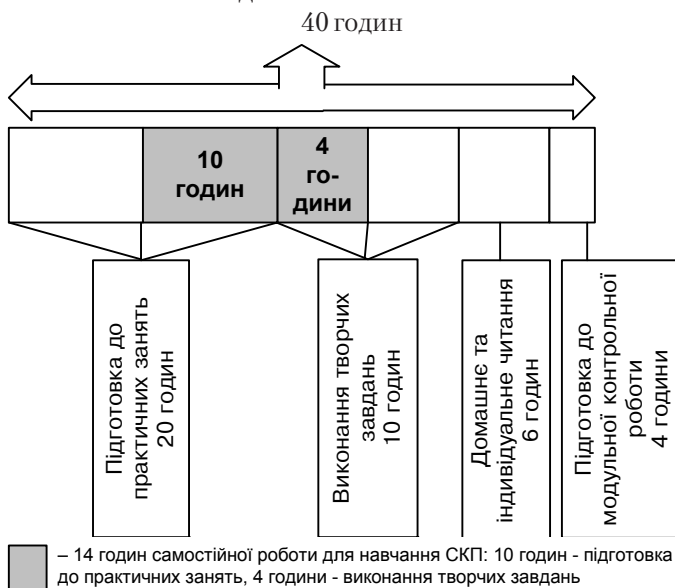 40 годин
10
годин
4
го-
дини
Підготовка до
практичних занять
20 годин
Виконання творчих
завдань
10 годин
Домашнє та
індивідуальне читання
6 годин
Підготовка до
модульної контрольної
роботи
4 години
– 14 годин самостійної роботи для навчання СКП: 10 годин - підготовка
до практичних занять, 4 години - виконання творчих завдань